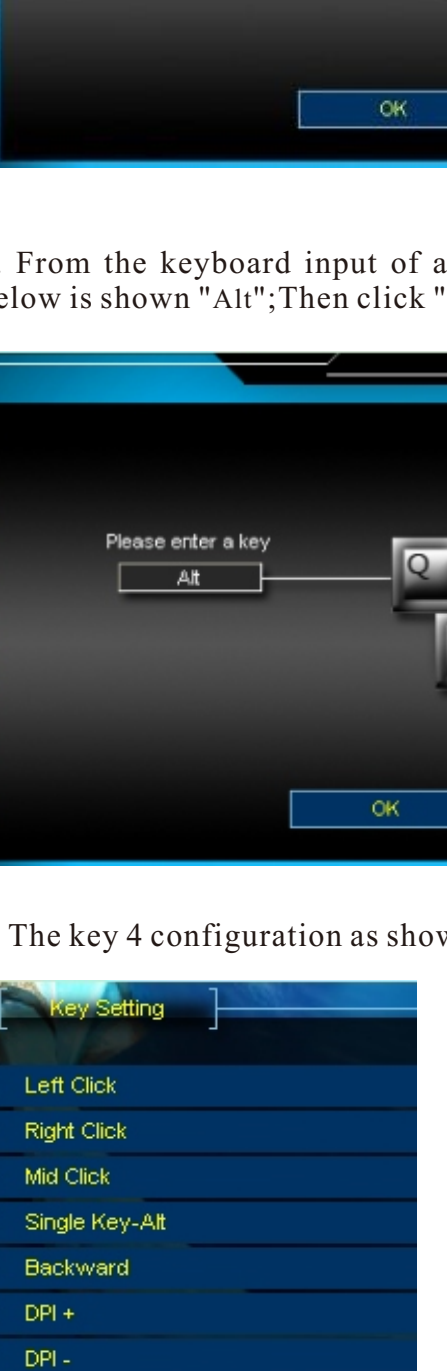 OK
From the keyboard input of a
elow is shown "Alt";Then click "
Please enter a key
Alt
Q
OK
The key 4 configuration as show
Key Setting
Left Click
Right Click
Mid Click
Single Key-Alt
Backward
DPI +
DPI -